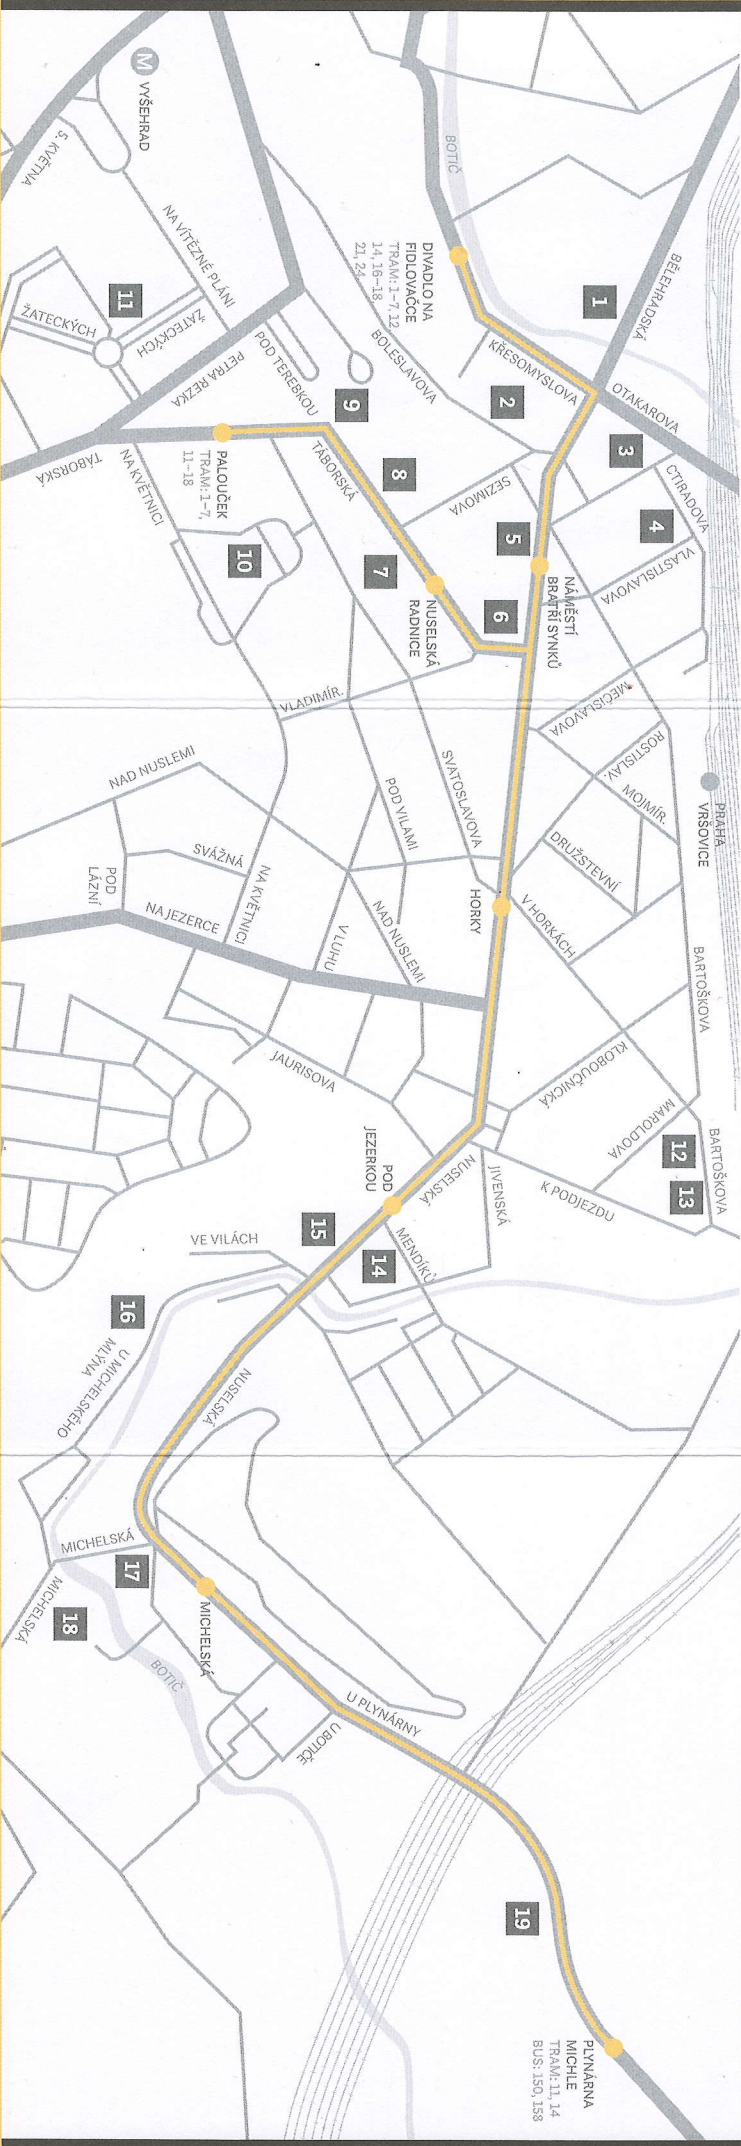 M
VYŠEHRAD
5. KVĚTNA
NA VÍTĚZNÉ PLÁNI
11
ŽATECKÝCH
ŽATECKÝCH
ŽATECKÝCH
BOTIČ
DIVADLO NA
FIDLOVAČCE
TRAM: 1–7, 12,
14, 16–18,
21, 24
BĚLEHRADSKÁ
1
KŘESOMYSLOVA
OTAKAROVA
BOLESLAVOVA
2
3
POD TEREBKOU
PETRA REZKA
9
TÁBORSKÁ
PALOUČEK
TRAM: 1–7,
11–18
NA KVĚTNICI
TÁBORSKÁ
8
SEZIMOVA
CTIRADOVA
4
VLASTISLAVOVA
5
NÁMĚSTÍ
BRATŘÍ SYNKŮ
6
7
NUSELSKÁ
RADNICE
10
VLADIMÍR.
MEČISLAVOVA
ROSTISLAV.
MOJMÍR.
PRAHA
VRŠOVICE
DRUŽSTEVNÍ
SVATOSLAVOVA
POD VILAMI
NAD NUSLEMI
SVÁŽNÁ
POD
LÁZNÍ
NA JEZERCE
NA KVĚTNICI
V LUHU
NAD NUSLEMI
HORKY
V HORKÁCH
BARTOŠKOVA
JAURISOVA
KLOBOUČNICKÁ
MAROLDOVA
BARTOŠKOVA
12
13
K PODJEZDU
JIVENSKÁ
NUSELSKÁ
POD
JEZERKOU
MENDÍKŮ
14
15
VE VILÁCH
16
U MICHELSKÉHO
MLÝNA
NUSELSKÁ
MICHELSKÁ
17
MICHELSKÁ
18
MICHELSKÁ
BOTIČ
U PLYNÁRNY
U BOTIČE
19
PLYNÁRNA
MICHLE
TRAM: 11, 14
BUS: 150, 158